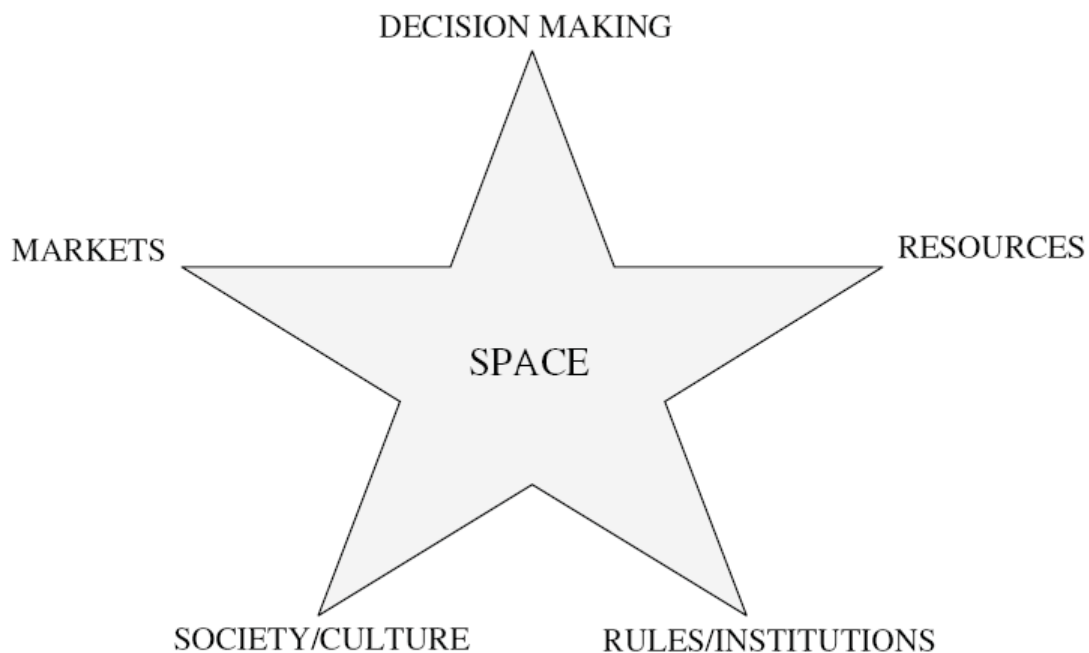 DECISION MAKING
MARKETS
RESOURCES
SPACE
SOCIETY/CULTURE
RULES/INSTITUTIONS